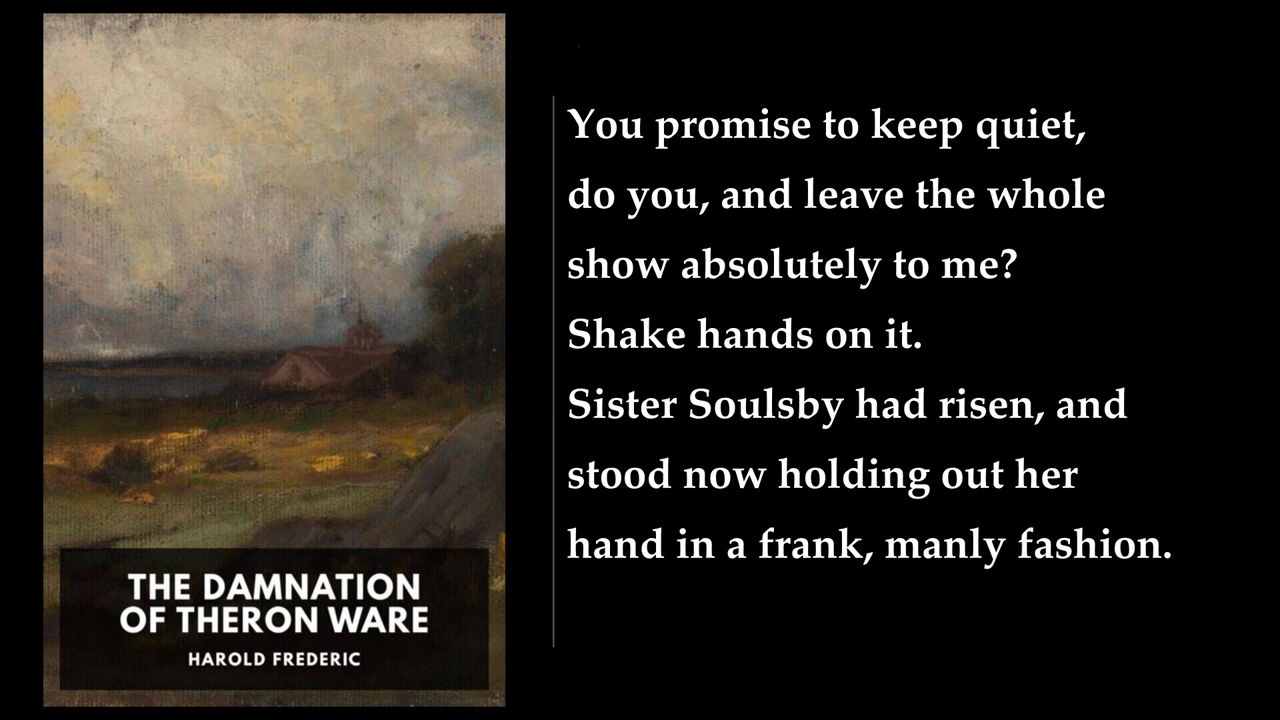 THE DAMNATION
OF THERON WARE
HAROLD FREDERIC
You promise to keep quiet,
do you, and leave the whole
show absolutely to me?
Shake hands on it.
Sister Soulsby had risen, and
stood now holding out her
hand in a frank, manly fashion.